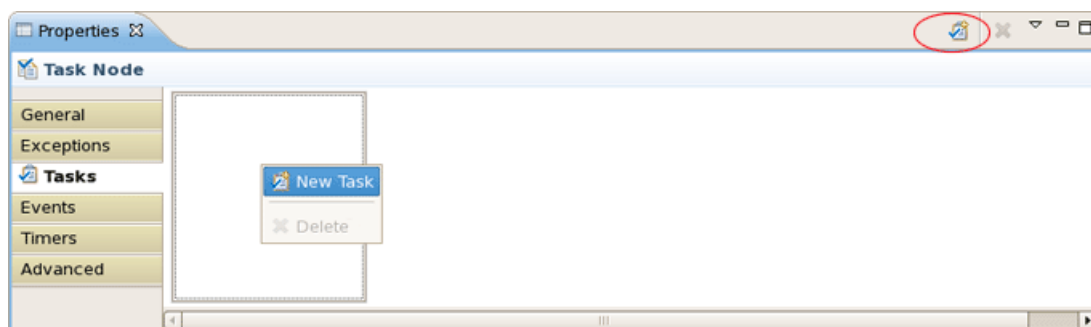 Properties
Task Node
General
Exceptions
Tasks
New Task
Events
Delete
Timers
Advanced